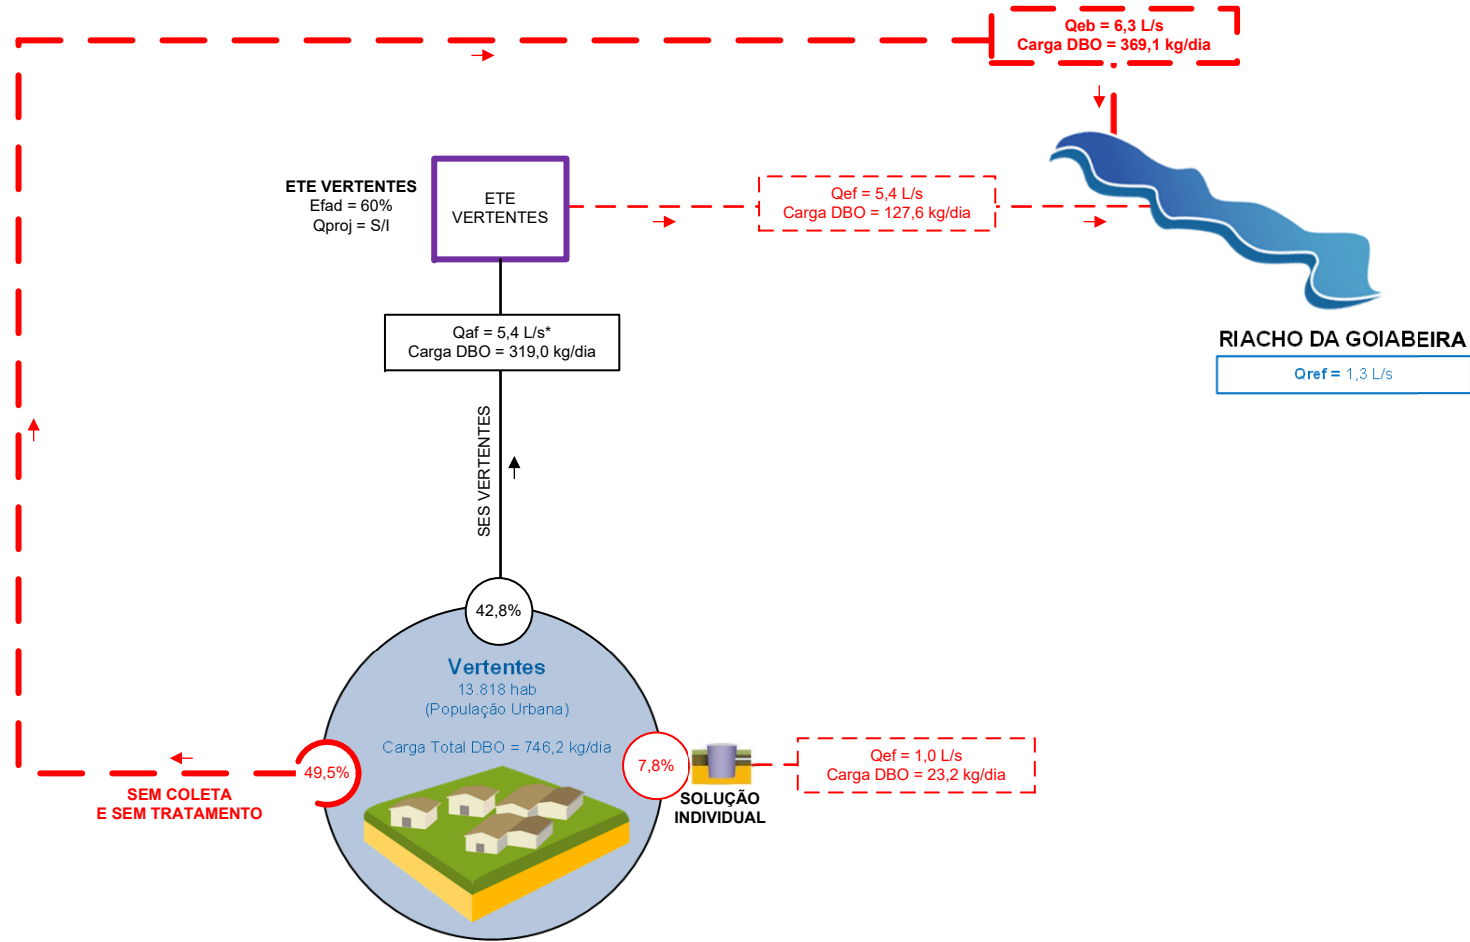 Qeb = 6,3 L/s
Carga DBO = 369,1 kg/dia
ETE VERTENTES
Efad = 60%
Qproj = S/I
ETE
VERTENTES
Qef = 5,4 L/s
Carga DBO = 127,6 kg/dia
Qaf = 5,4 L/s*
Carga DBO = 319,0 kg/dia
RIACHO DA GOIABEIRA
Qref = 1,3 L/s
SES VERTENTES
42,8%
Vertentes
13.818 hab
(População Urbana)
Carga Total DBO = 746,2 kg/dia
49,5%
SEM COLETA
E SEM TRATAMENTO
7,8%
SOLUÇÃO
INDIVIDUAL
Qef = 1,0 L/s
Carga DBO = 23,2 kg/dia